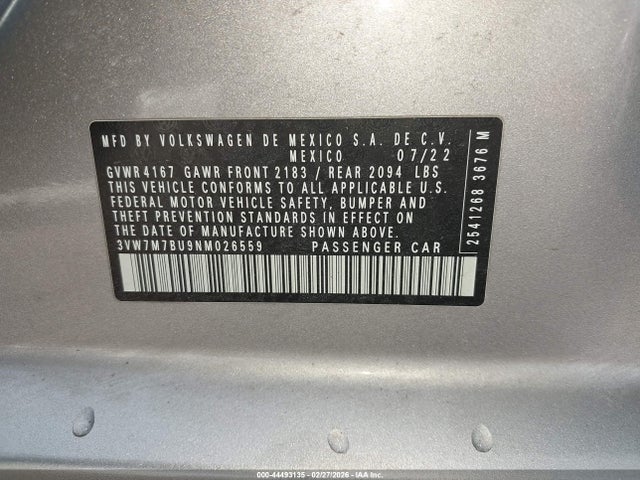 MFD BY VOLKSWAGEN DE MEXICO S.A. DE C.V.
MEXICO 07/22
GVWR 4167 GAWR FRONT 2183 / REAR 2094 LBS
THIS VEHICLE CONFORMS TO ALL APPLICABLE U.S.
FEDERAL MOTOR VEHICLE SAFETY, BUMPER AND
THEFT PREVENTION STANDARDS IN EFFECT ON THE
DATE OF MANUFACTURE SHOWN ABOVE.
3VW7M7BU9NM026559 PASSENGER CAR
2541268 3676 M
000-44493135 - 02/27/2026 - IAA, Inc.